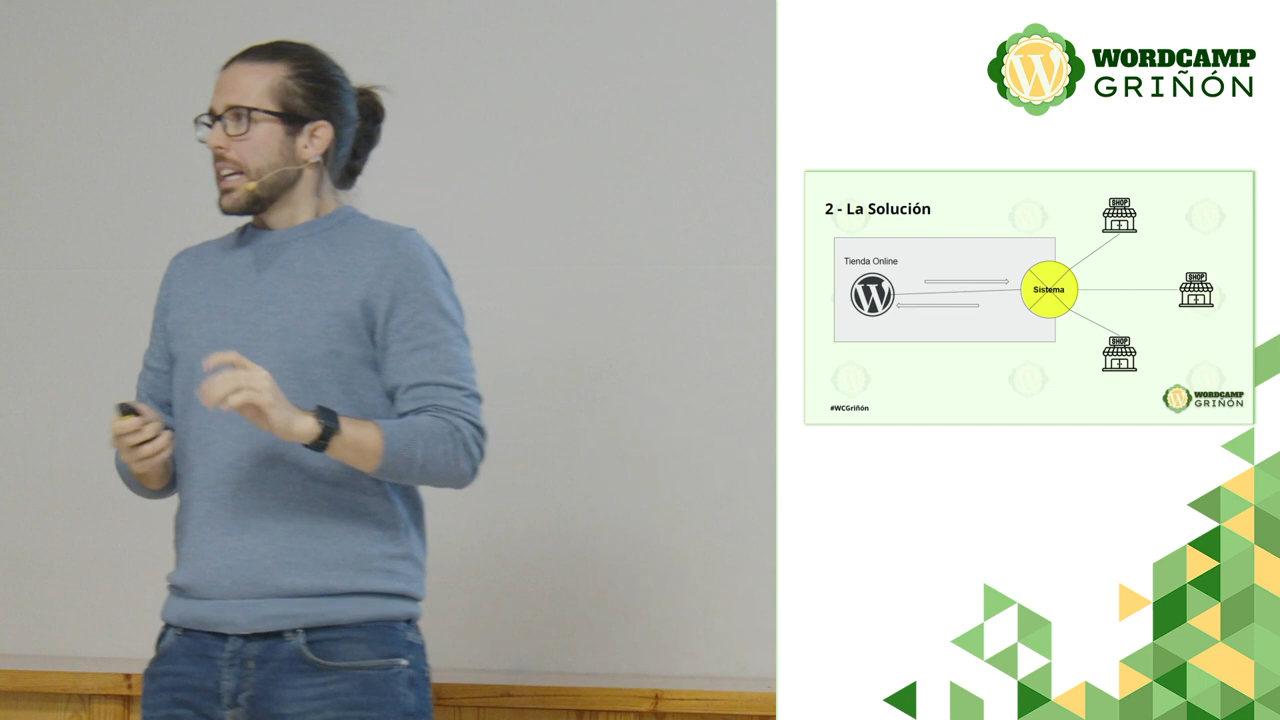 WORDCAMP
GRIÑÓN
2 - La Solución
Tienda Online
Sistema
SHOP
SHOP
SHOP
#WCGriñón
WORDCAMP
GRIÑÓN